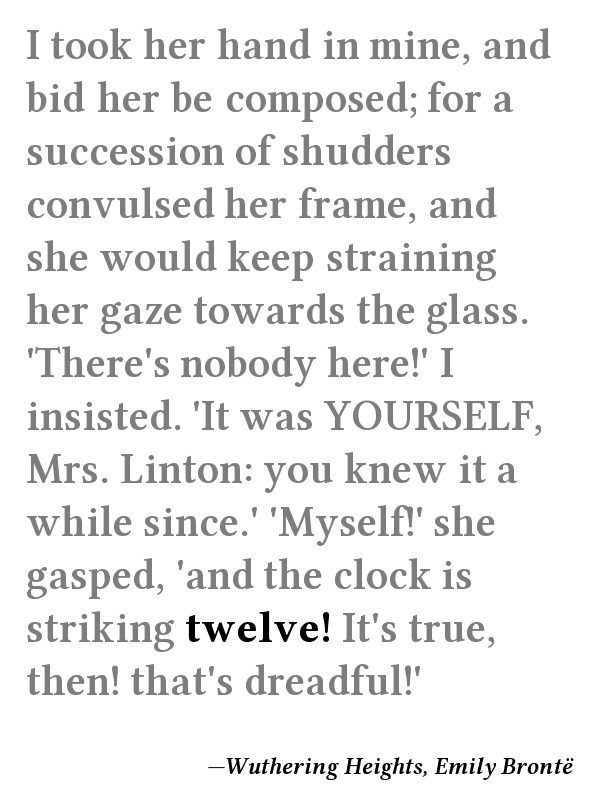 I took her hand in mine, and
bid her be composed; for a
succession of shudders
convulsed her frame, and
she would keep straining
her gaze towards the glass.
'There's nobody here!' I
insisted. 'It was YOURSELF,
Mrs. Linton: you knew it a
while since.' 'Myself!' she
gasped, 'and the clock is
striking twelve! It's true,
then! that's dreadful!'
—Wuthering Heights, Emily Brontë